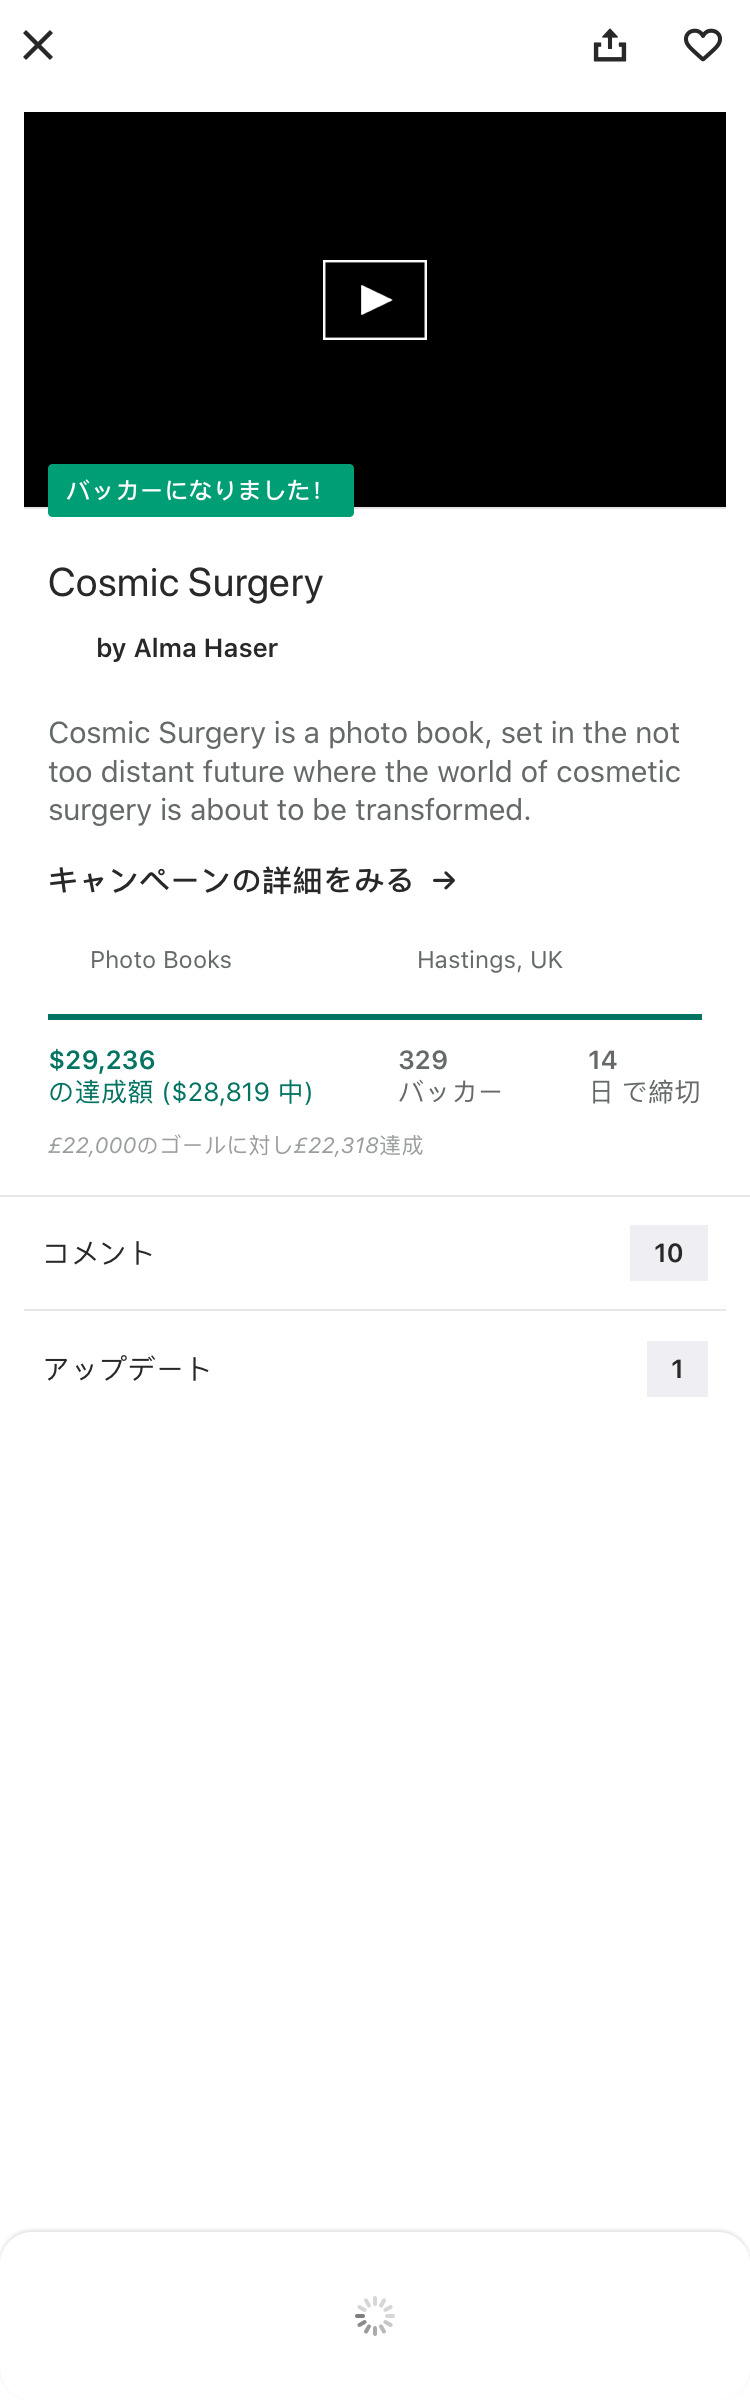 バッカーになりました!
Cosmic Surgery
by Alma Haser
Cosmic Surgery is a photo book, set in the not
too distant future where the world of cosmetic
surgery is about to be transformed.
キャンペーンの詳細をみる →
Photo Books
Hastings, UK
$29,236
の達成額 ($28,819 中)
329
バッカー
14
日 で締切
£22,000のゴールに対し£22,318達成
コメント
10
アップデート
1